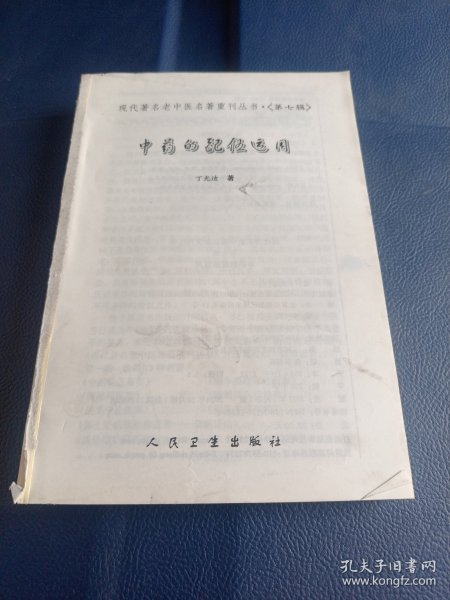 现代著名老中医名著重刊丛书·《第七辑》
中药的配伍运用
丁光迪 著
人民卫生出版社
孔夫子旧书网
www.kongfz.com